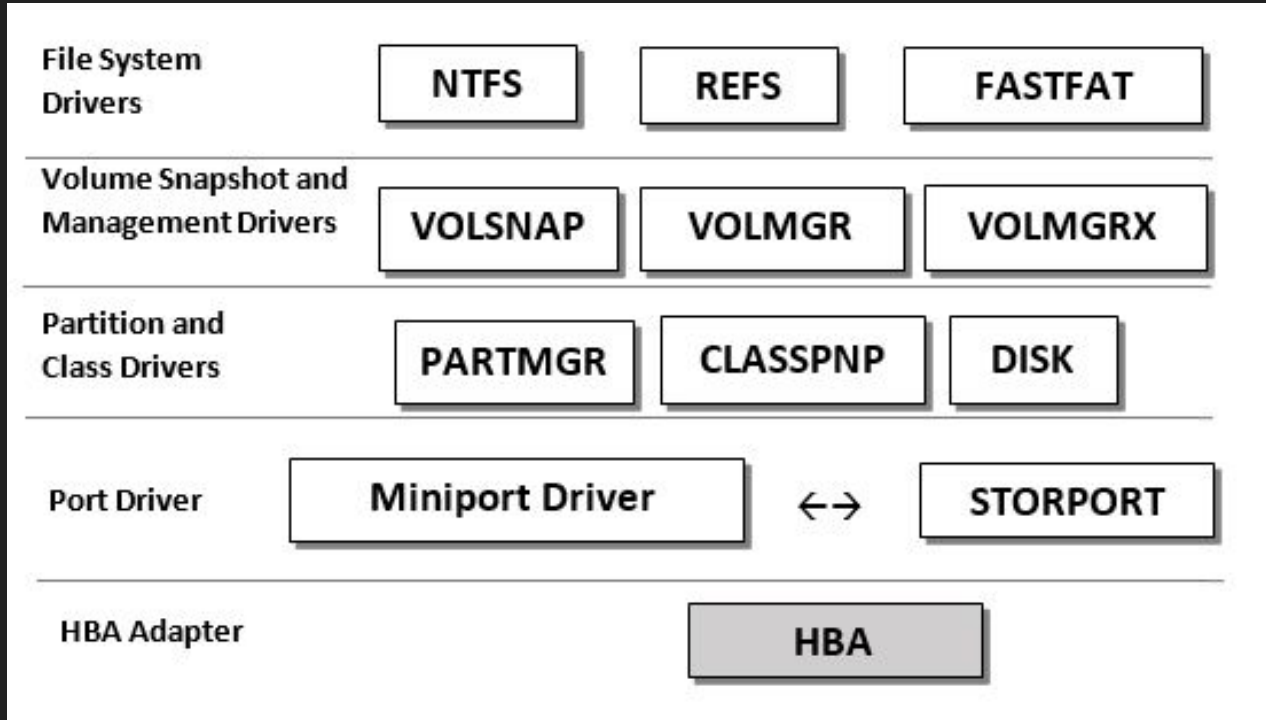 File System
Drivers
NTFS
REFS
FASTFAT
Volume Snapshot and
Management Drivers
VOLSNAP
VOLMGR
VOLMGRX
Partition and
Class Drivers
PARTMGR
CLASSPNP
DISK
Port Driver
Miniport Driver
←→
STORPORT
HBA Adapter
HBA